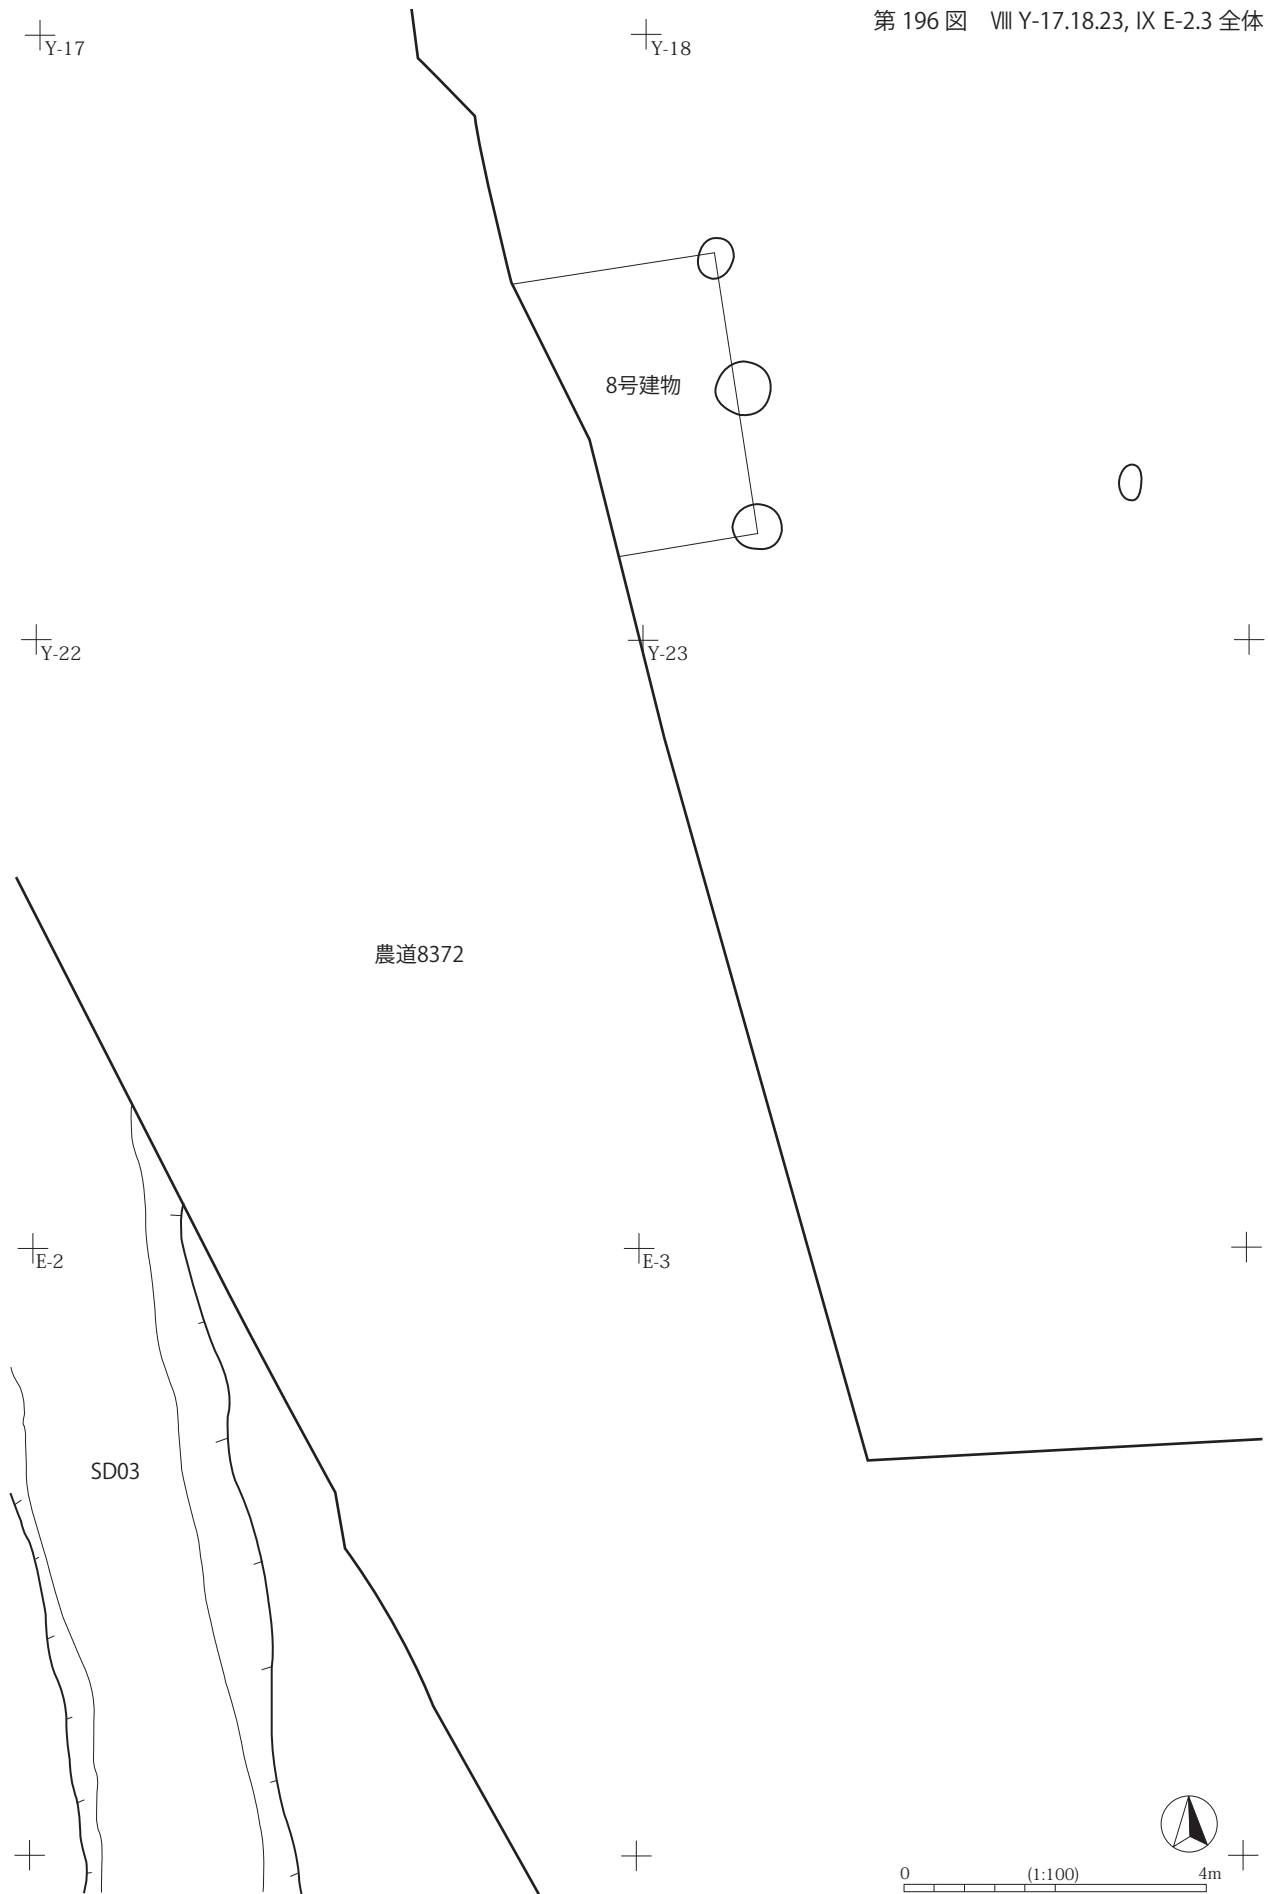 第 196 図　Ⅷ Y-17.18.23, Ⅸ E-2.3 全体
Y-17
Y-18
8号建物
Y-22
Y-23
農道8372
E-2
E-3
SD03
0 (1:100) 4m